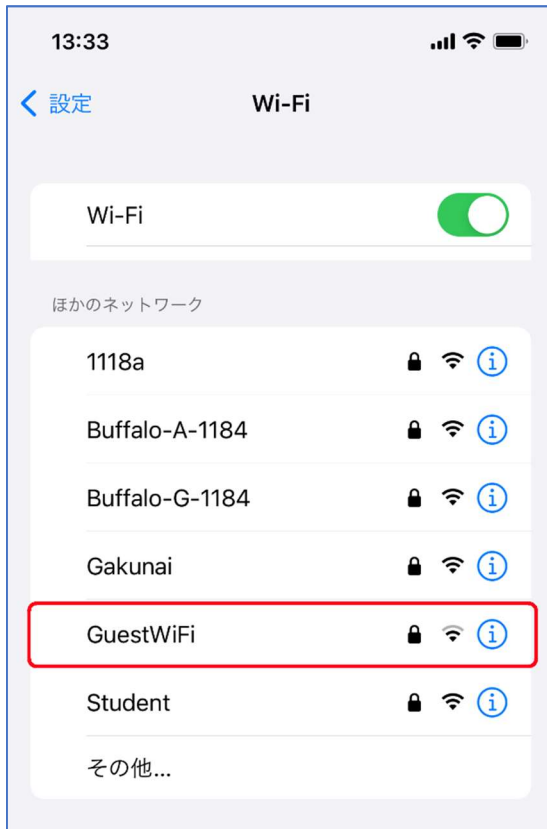 13:33
設定 Wi-Fi
Wi-Fi
ほかのネットワーク
1118a
Buffalo-A-1184
Buffalo-G-1184
Gakunai
GuestWiFi
Student
その他...